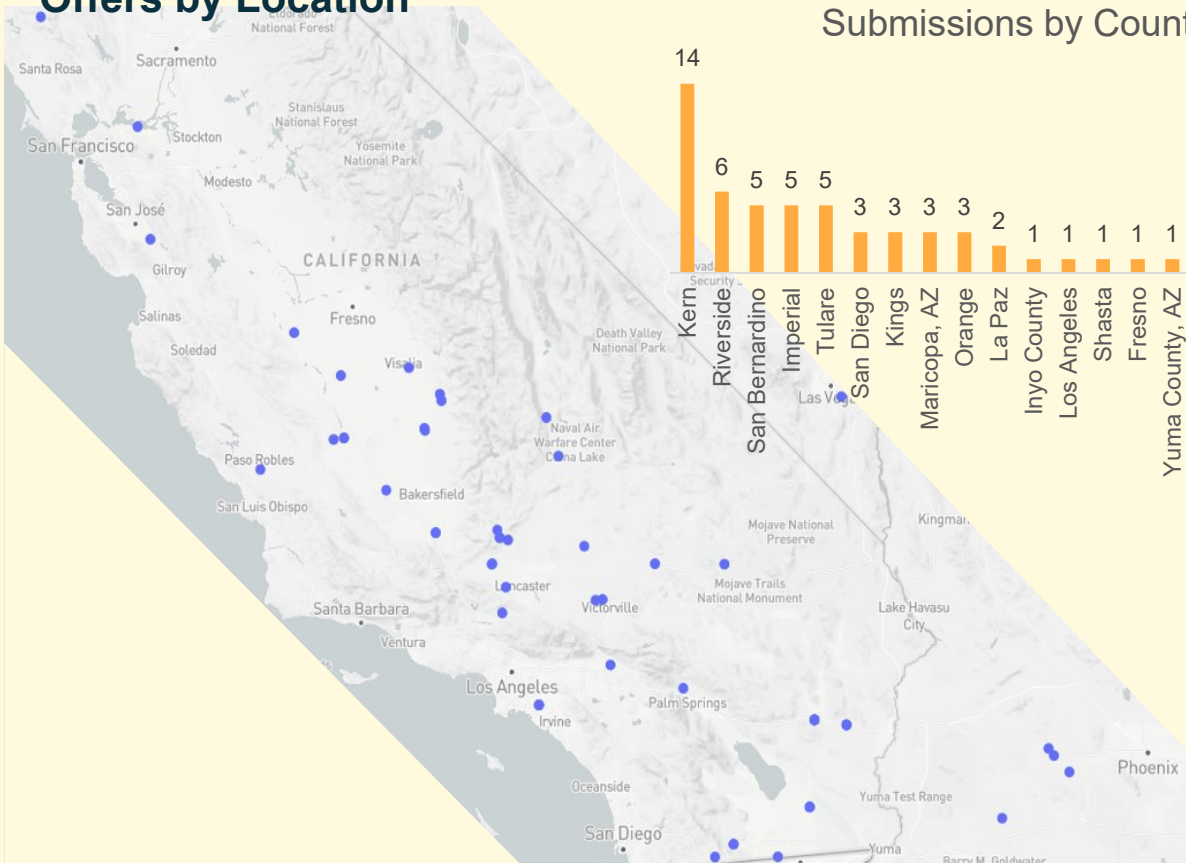 Offers by Location
Submissions by Count
14
6
5
5
5
3
3
3
3
2
1
1
1
1
1
Kern
Riverside
San Bernardino
Imperial
Tulare
San Diego
Kings
Maricopa, AZ
Orange
La Paz
Inyo County
Los Angeles
Shasta
Fresno
Yuma County, AZ
Eldorado
National Forest
Santa Rosa
Sacramento
Stanislaus
National Forest
San Francisco
Stockton
Yosemite
National Park
Modesto
San José
CALIFORNIA
Gilroy
Salinas
Fresno
Soledad
Death Valley
National Park
Security
Visalia
Las Vegas
Naval Air
Warfare Center
China Lake
Paso Robles
San Luis Obispo
Bakersfield
Mojave National
Preserve
Kingman
Lancaster
Victorville
Mojave Trails
National Monument
Santa Barbara
Lake Havasu
City
Ventura
Los Angeles
Palm Springs
Irvine
Phoenix
Oceanside
Yuma Test Range
San Diego
Yuma
Barry M. Goldwater